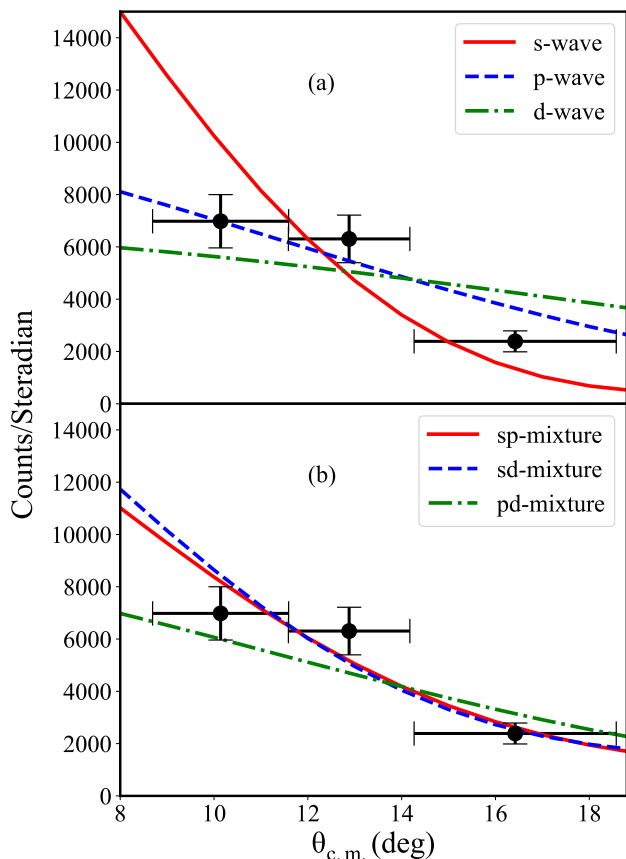 14000
12000
10000
8000
6000
4000
2000
0
(a)
s-wave
p-wave
d-wave
Counts/Steradian
14000
12000
10000
8000
6000
4000
2000
0
(b)
sp-mixture
sd-mixture
pd-mixture
8 10 12 14 16 18
θc.m. (deg)